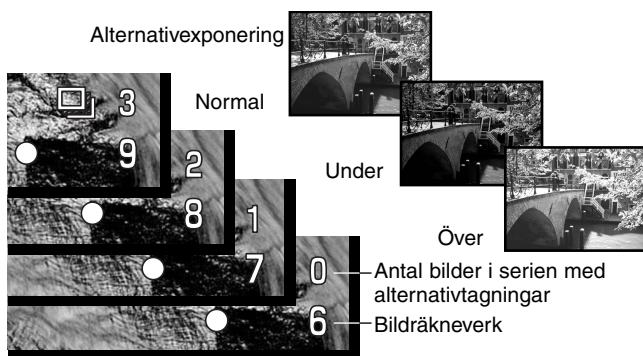 Alternativexponering
Normal
Under
Över
3
9
2
8
1
7
0
6
Antal bilder i serien med
alternativtagningar
Bildräkneverk